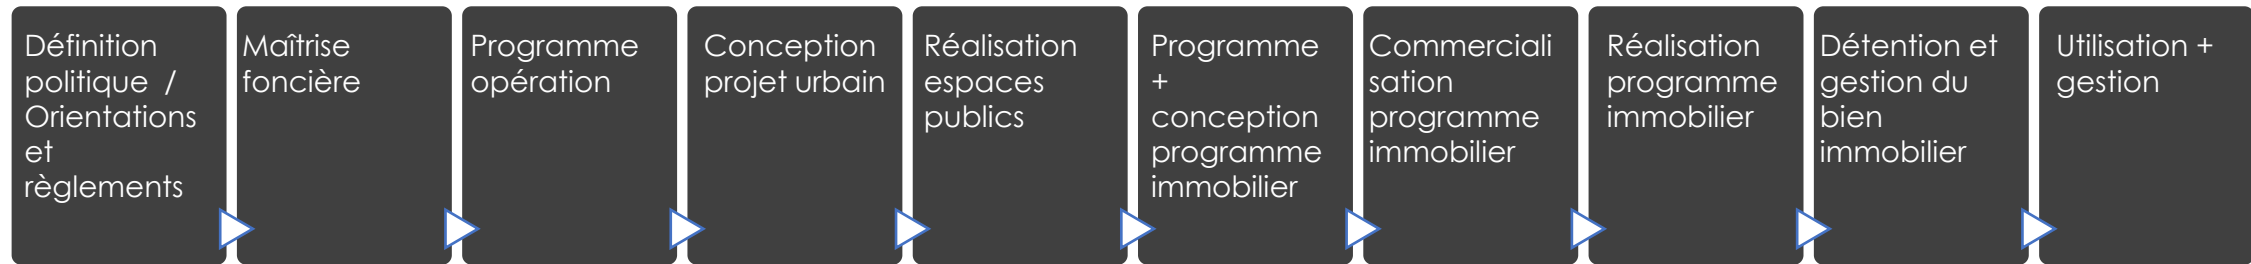 Définition
politique /
Orientations
et
règlements
Maîtrise
foncière
Programme
opération
Conception
projet urbain
Réalisation
espaces
publics
Programme
+
conception
programme
immobilier
Commerciali
sation
programme
immobilier
Réalisation
programme
immobilier
Détention et
gestion du
bien
immobilier
Utilisation +
gestion